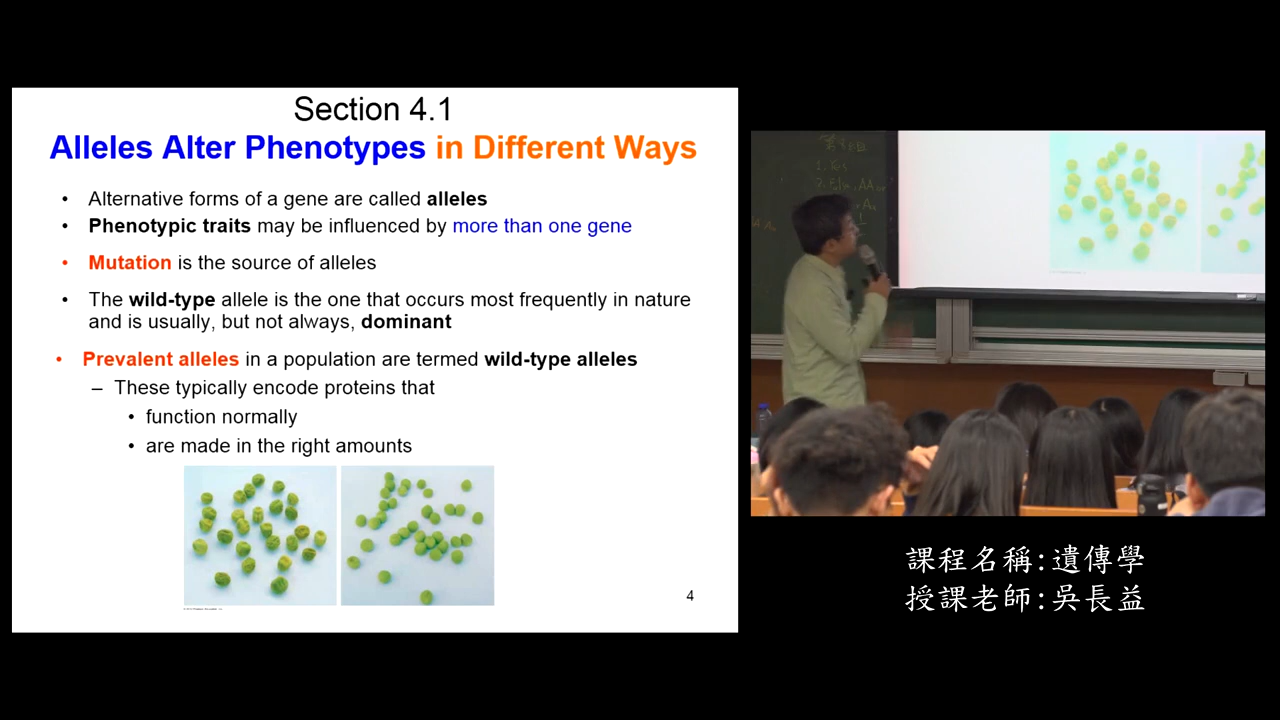 Section 4.1
Alleles Alter Phenotypes in Different Ways
• Alternative forms of a gene are called alleles
• Phenotypic traits may be influenced by more than one gene
• Mutation is the source of alleles
• The wild-type allele is the one that occurs most frequently in nature
and is usually, but not always, dominant
• Prevalent alleles in a population are termed wild-type alleles
– These typically encode proteins that
• function normally
• are made in the right amounts
4
課程名稱:遺傳學
授課老師:吳長益